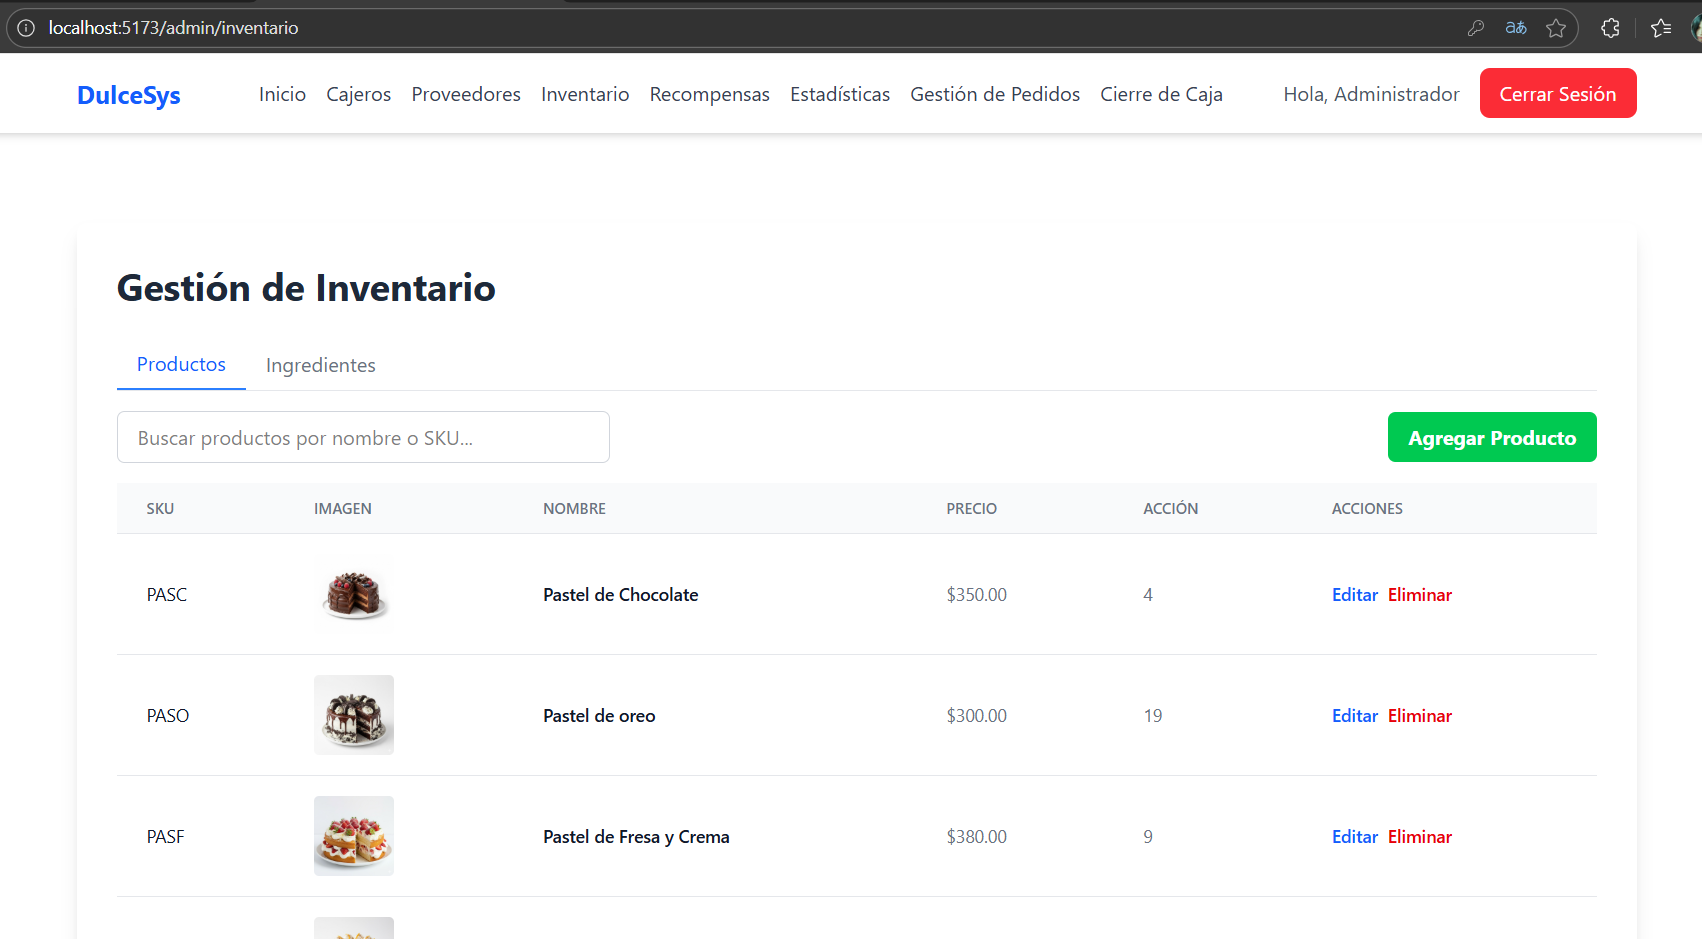 localhost:5173/admin/inventario
aあ
DulceSys Inicio Cajeros Proveedores Inventario Recompensas Estadísticas Gestión de Pedidos Cierre de Caja Hola, Administrador Cerrar Sesión
Gestión de Inventario
Productos Ingredientes
Buscar productos por nombre o SKU... Agregar Producto
SKU IMAGEN NOMBRE PRECIO ACCIÓN ACCIONES
PASC Pastel de Chocolate $350.00 4 Editar Eliminar
PASO Pastel de oreo $300.00 19 Editar Eliminar
PASF Pastel de Fresa y Crema $380.00 9 Editar Eliminar